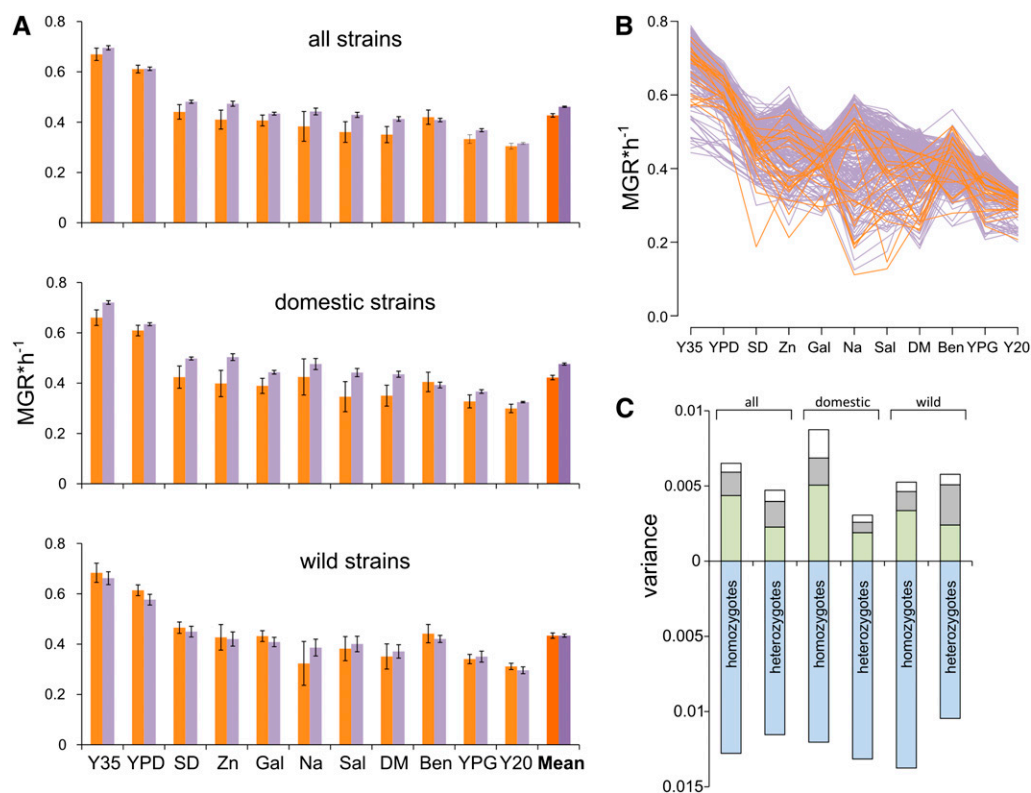 A
all strains
0.8
0.6
0.4
0.2
0
domestic strains
MGR*h-1
0.8
0.6
0.4
0.2
0
wild strains
0.8
0.6
0.4
0.2
0
Y35 YPD SD Zn Gal Na Sal DM Ben YPG Y20 Mean
B
MGR*h-1
0.8
0.6
0.4
0.2
0.0
Y35 YPD SD Zn Gal Na Sal DM Ben YPG Y20
C
all domestic wild
variance
0.01
0.005
0
0.005
0.01
0.015
homozygotes
heterozygotes
homozygotes
heterozygotes
homozygotes
heterozygotes